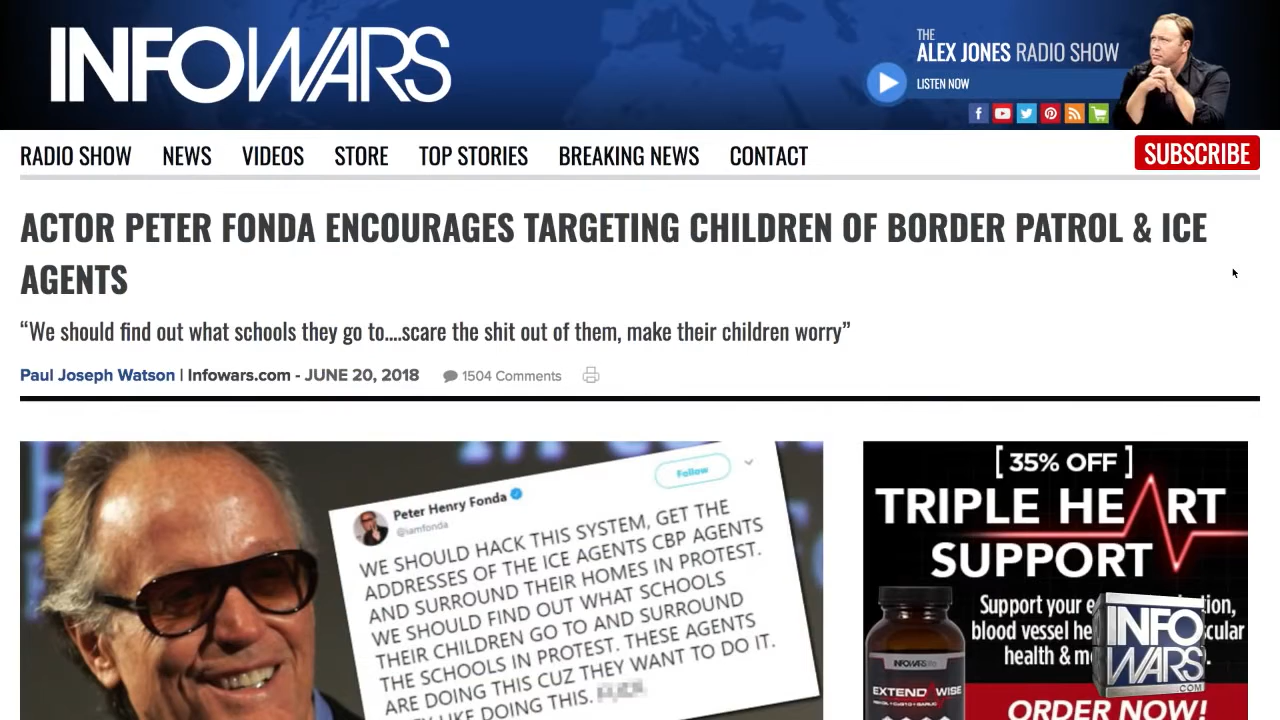 INFOWARS
THE
ALEX JONES RADIO SHOW
LISTEN NOW
RADIO SHOW NEWS VIDEOS STORE TOP STORIES BREAKING NEWS CONTACT SUBSCRIBE
ACTOR PETER FONDA ENCOURAGES TARGETING CHILDREN OF BORDER PATROL & ICE
AGENTS
“We should find out what schools they go to....scare the shit out of them, make their children worry”
Paul Joseph Watson | Infowars.com - JUNE 20, 2018 1504 Comments
Follow
Peter Henry Fonda
@iamfonda
WE SHOULD HACK THIS SYSTEM, GET THE
ADDRESSES OF THE ICE AGENTS CBP AGENTS
AND SURROUND THEIR HOMES IN PROTEST.
WE SHOULD FIND OUT WHAT SCHOOLS
THEIR CHILDREN GO TO AND SURROUND
THE SCHOOLS IN PROTEST. THESE AGENTS
ARE DOING THIS CUZ THEY WANT TO DO IT.
LIKE DOING THIS.
[ 35% OFF ]
TRIPLE HEART
SUPPORT
Support your
blood vessel
health &
INFOWARS
EXTEND WISE
INFO
WARS
.COM
ORDER NOW!